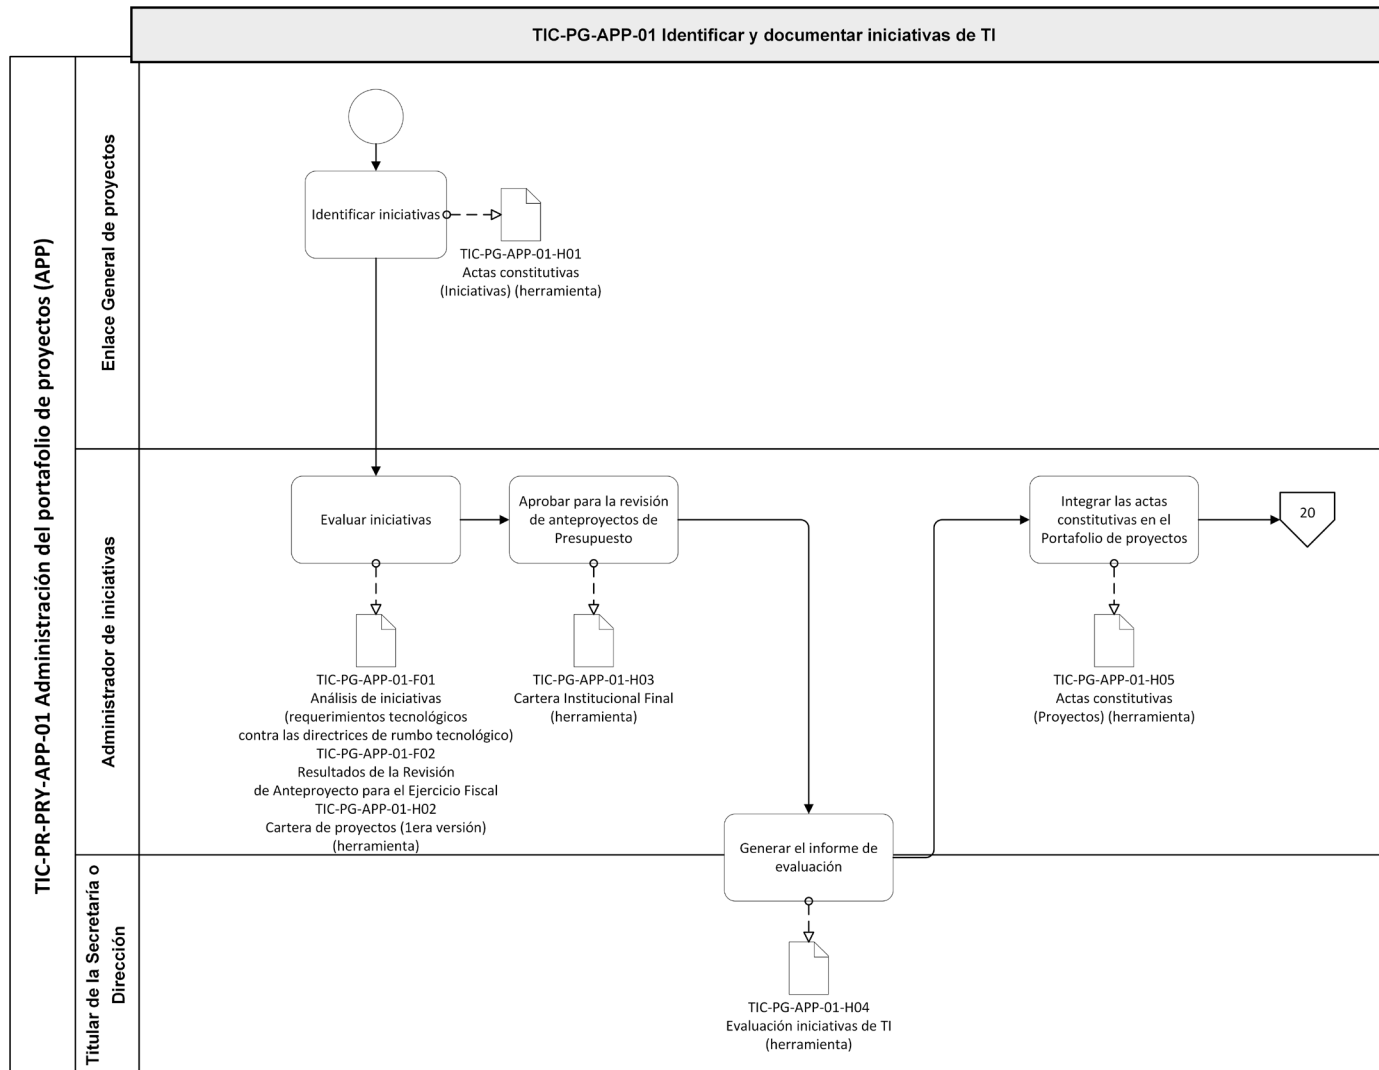 TIC-PG-APP-01 Identificar y documentar iniciativas de TI
TIC-PR-PRY-APP-01 Administración del portafolio de proyectos (APP)
Enlace General de proyectos
Identificar iniciativas
TIC-PG-APP-01-H01
Actas constitutivas
(Iniciativas) (herramienta)
Administrador de iniciativas
Evaluar iniciativas
TIC-PG-APP-01-F01
Análisis de iniciativas
(requerimientos tecnológicos
contra las directrices de rumbo tecnológico)
TIC-PG-APP-01-F02
Resultados de la Revisión
de Anteproyecto para el Ejercicio Fiscal
TIC-PG-APP-01-H02
Cartera de proyectos (1era versión)
(herramienta)
Aprobar para la revisión
de anteproyectos de
Presupuesto
TIC-PG-APP-01-H03
Cartera Institucional Final
(herramienta)
Integrar las actas
constitutivas en el
Portafolio de proyectos
20
TIC-PG-APP-01-H05
Actas constitutivas
(Proyectos) (herramienta)
Generar el informe de
evaluación
Titular de la Secretaría o
Dirección
TIC-PG-APP-01-H04
Evaluación iniciativas de TI
(herramienta)